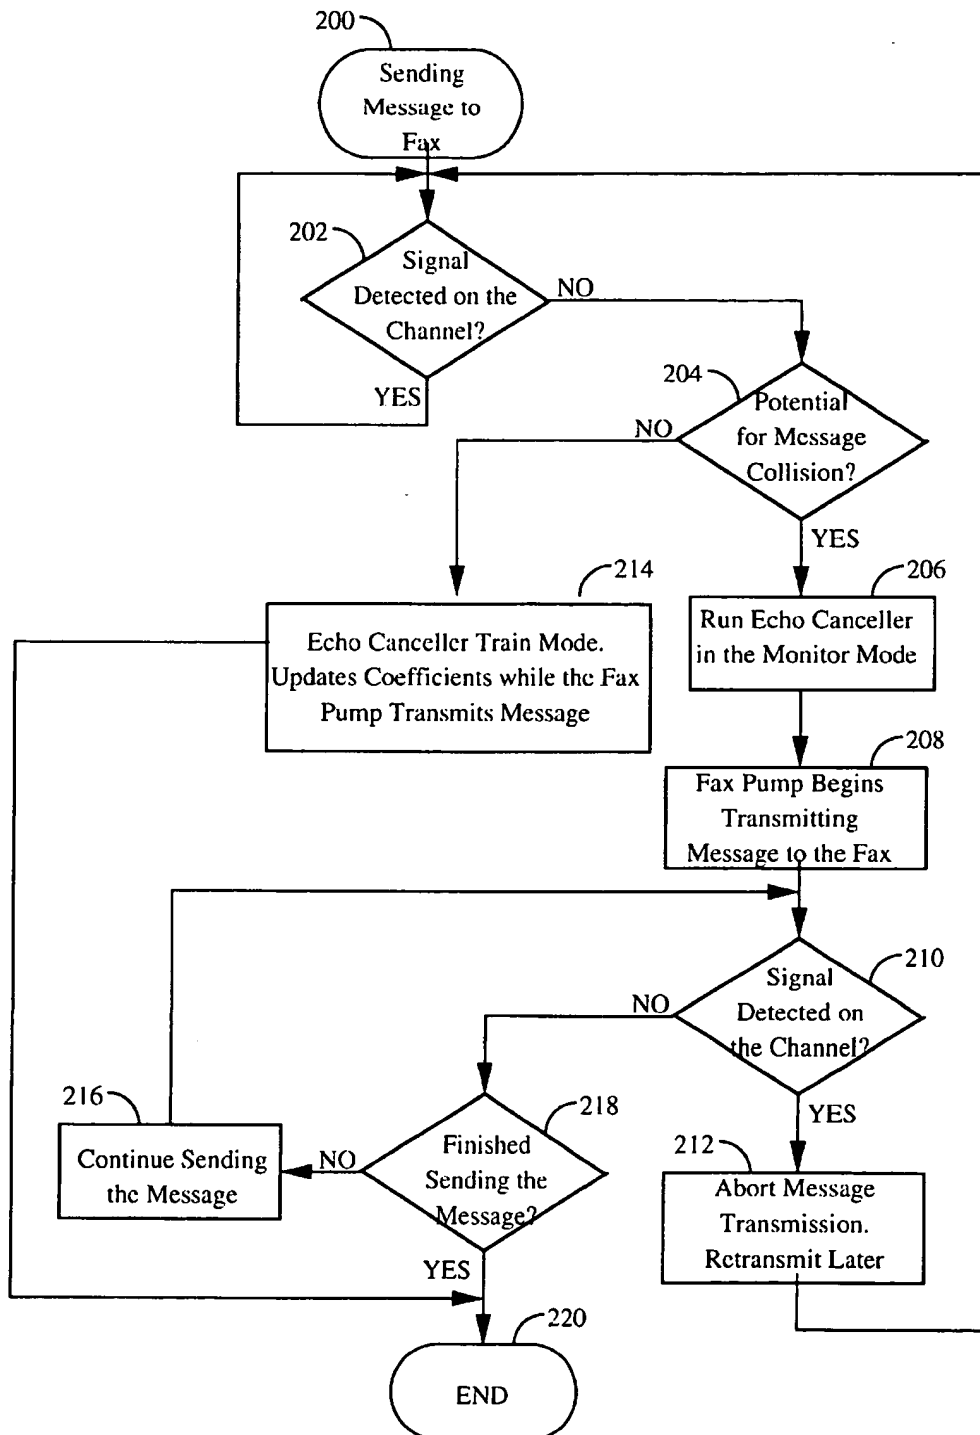 200
Sending
Message to
Fax
202
Signal
Detected on the
Channel?
NO
YES
204
Potential
for Message
Collision?
NO
YES
214
Echo Canceller Train Mode.
Updates Coefficients while the Fax
Pump Transmits Message
206
Run Echo Canceller
in the Monitor Mode
208
Fax Pump Begins
Transmitting
Message to the Fax
210
Signal
Detected on
the Channel?
NO
YES
216
Continue Sending
the Message
218
Finished
Sending the
Message?
NO
YES
212
Abort Message
Transmission.
Retransmit Later
220
END